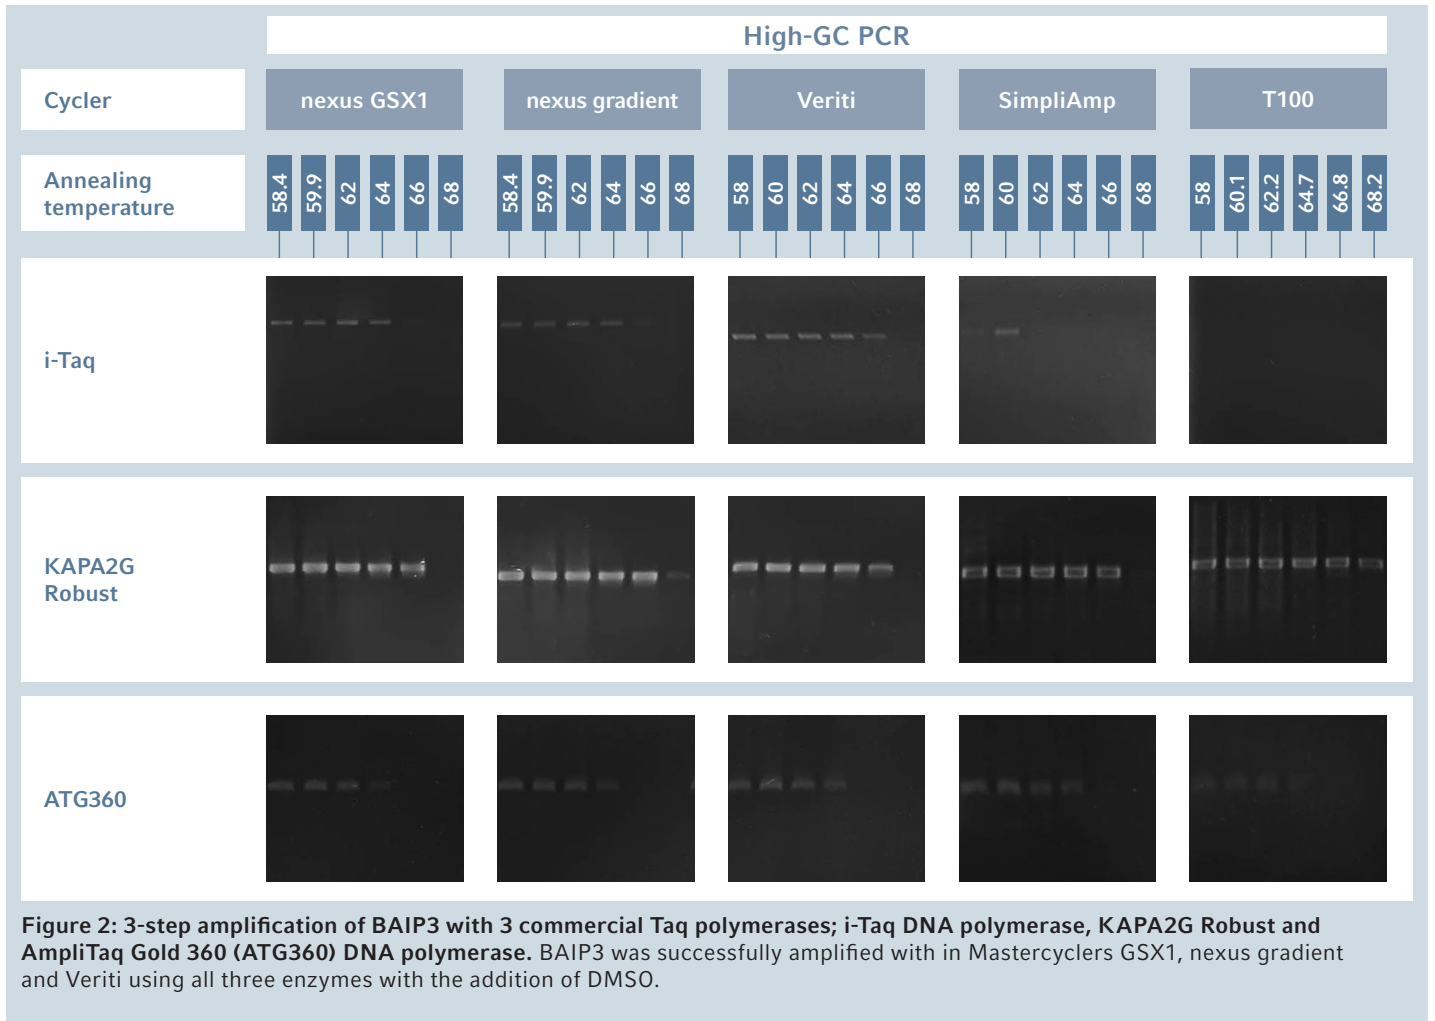 High-GC PCR
Cycler
nexus GSX1
nexus gradient
Veriti
SimpliAmp
T100
Annealing
temperature
58.4
59.9
62
64
66
68
58.4
59.9
62
64
66
68
58
60
62
64
66
68
58
60
62
64
66
68
58
60.1
62.2
64.7
66.8
68.2
i-Taq
KAPA2G
Robust
ATG360
Figure 2: 3-step amplification of BAIP3 with 3 commercial Taq polymerases; i-Taq DNA polymerase, KAPA2G Robust and
AmpliTaq Gold 360 (ATG360) DNA polymerase. BAIP3 was successfully amplified with in Mastercyclers GSX1, nexus gradient
and Veriti using all three enzymes with the addition of DMSO.